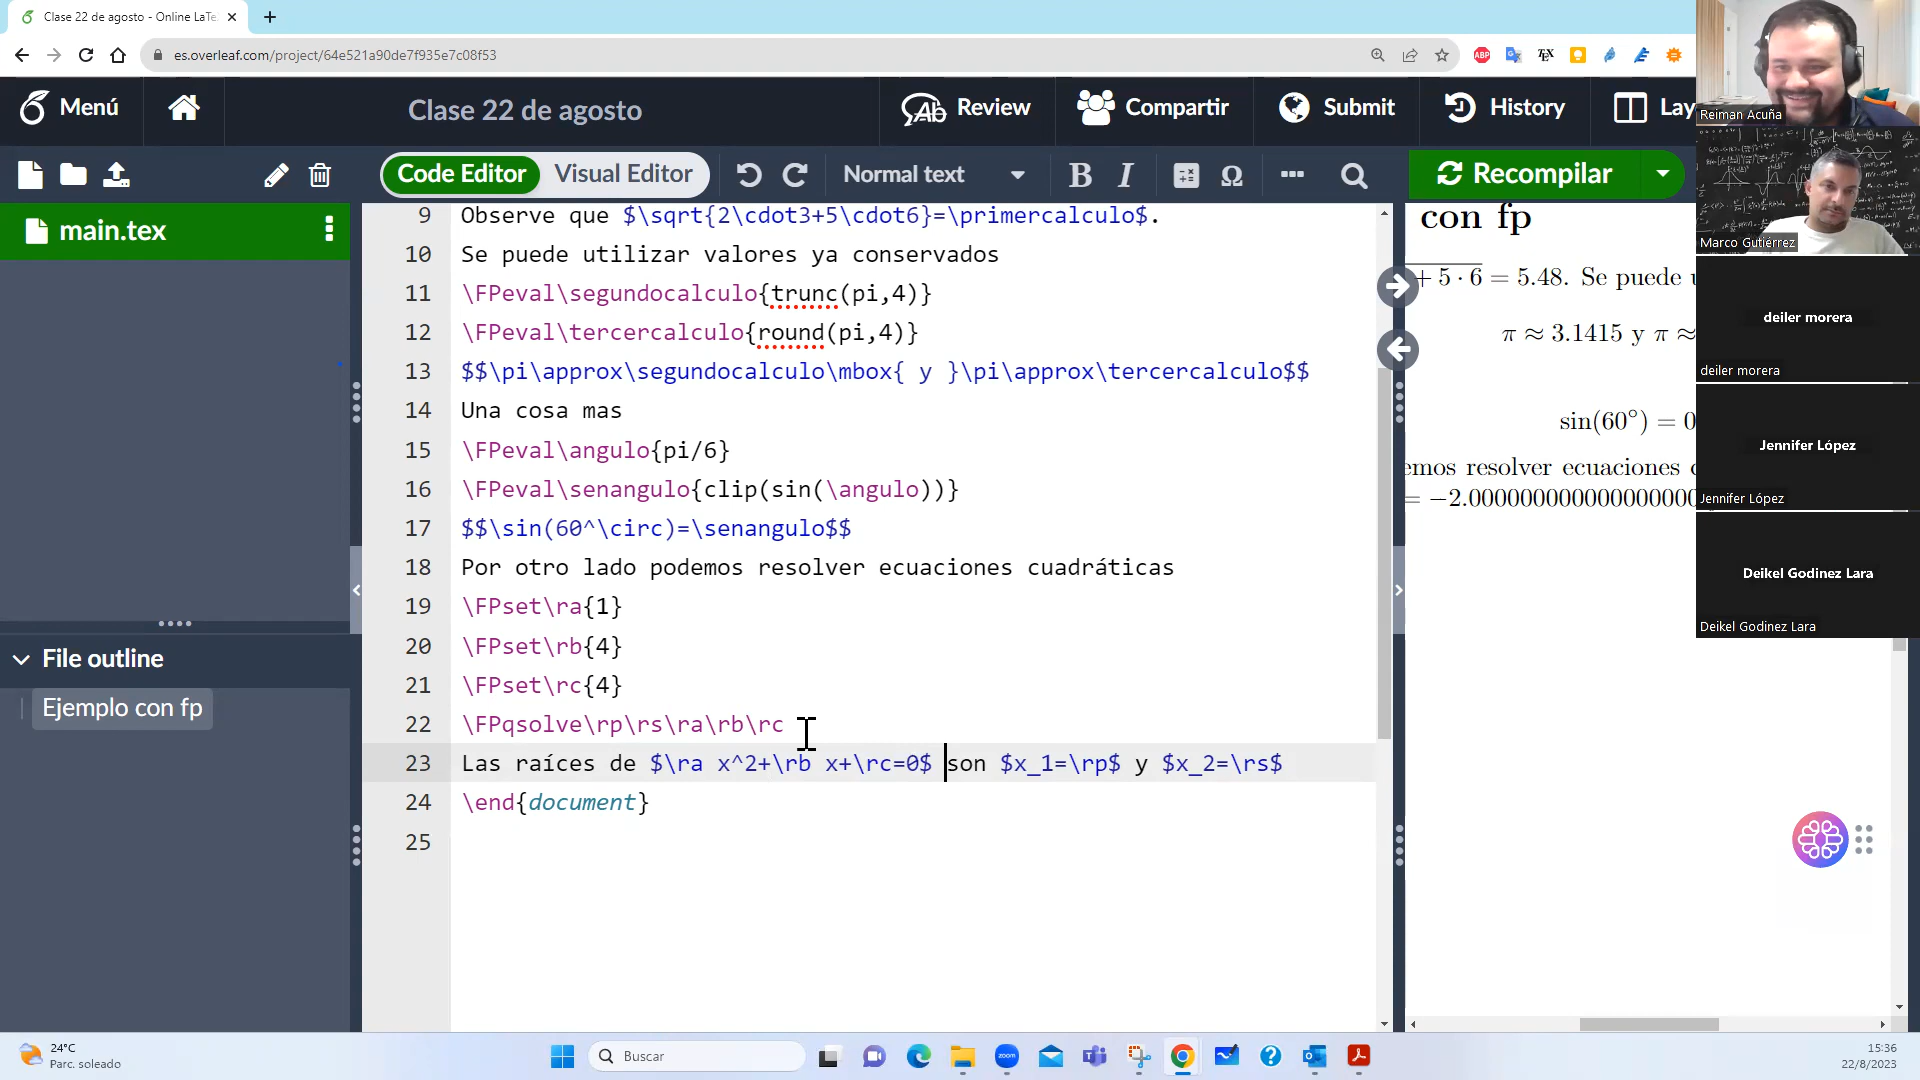 Clase 22 de agosto - Online LaTe
es.overleaf.com/project/64e521a90de7f935e7c08f53
ABP
TEX
Menú
Clase 22 de agosto
Review
Compartir
Submit
History
Lay
Code Editor
Visual Editor
Normal text
B I
Ω
Recompilar
main.tex
File outline
Ejemplo con fp
9 Observe que $\sqrt{2\cdot3+5\cdot6}=\primercalculo$.
10 Se puede utilizar valores ya conservados
11 \FPeval\segundocalculo{trunc(pi,4)}
12 \FPeval\tercercalculo{round(pi,4)}
13 $$\pi\approx\segundocalculo\mbox{ y }\pi\approx\tercercalculo$$
14 Una cosa mas
15 \FPeval\angulo{pi/6}
16 \FPeval\senangulo{clip(sin(\angulo))}
17 $$\sin(60^\circ)=\senangulo$$
18 Por otro lado podemos resolver ecuaciones cuadráticas
19 \FPset\ra{1}
20 \FPset\rb{4}
21 \FPset\rc{4}
22 \FPqsolve\rp\rs\ra\rb\rc
23 Las raíces de $\ra x^2+\rb x+\rc=0$ son $x_1=\rp$ y $x_2=\rs$
24 \end{document}
25
con fp
+ 5 · 6 = 5.48. Se puede u
π ≈ 3.1415 y π ≈
sin(60°) = 0
emos resolver ecuaciones c
= −2.000000000000000000
Reiman Acuña
Marco Gutiérrez
deiler morera
deiler morera
Jennifer López
Jennifer López
Deikel Godinez Lara
Deikel Godinez Lara
24°C
Parc. soleado
Buscar
zoom
15:36
22/8/2023